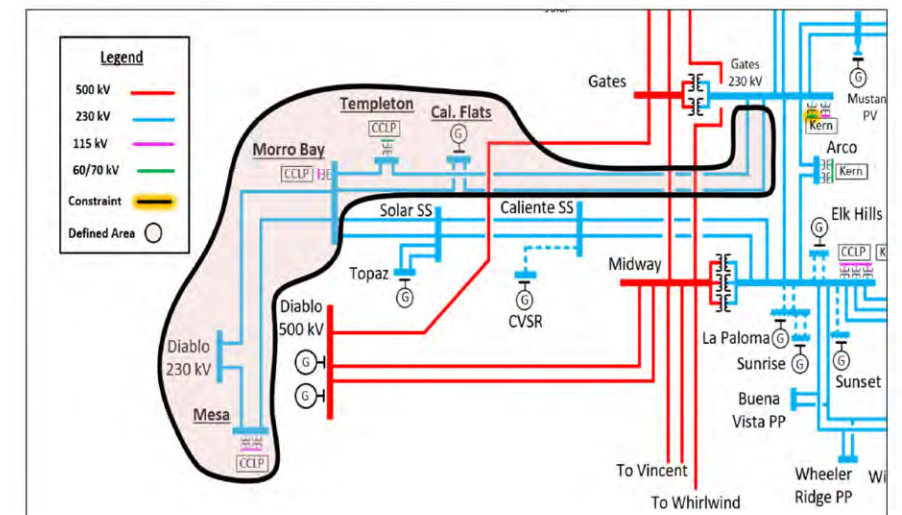 Legend
500 kV
230 kV
115 kV
60/70 kV
Constraint
Defined Area
Templeton
CCLP
Cal. Flats
G
Morro Bay
CCLP
Gates
Gates
230 kV
G
Mustan
PV
Kern
Arco
Kern
Solar SS
Caliente SS
Elk Hills
G
CCLP
K
Topaz
G
CVSR
G
Midway
Diablo
500 kV
G
G
Diablo
230 kV
Mesa
CCLP
La Paloma
G
Sunrise
G
G
Sunset
Buena
Vista PP
To Vincent
To Whirlwind
Wheeler
Ridge PP
Wi